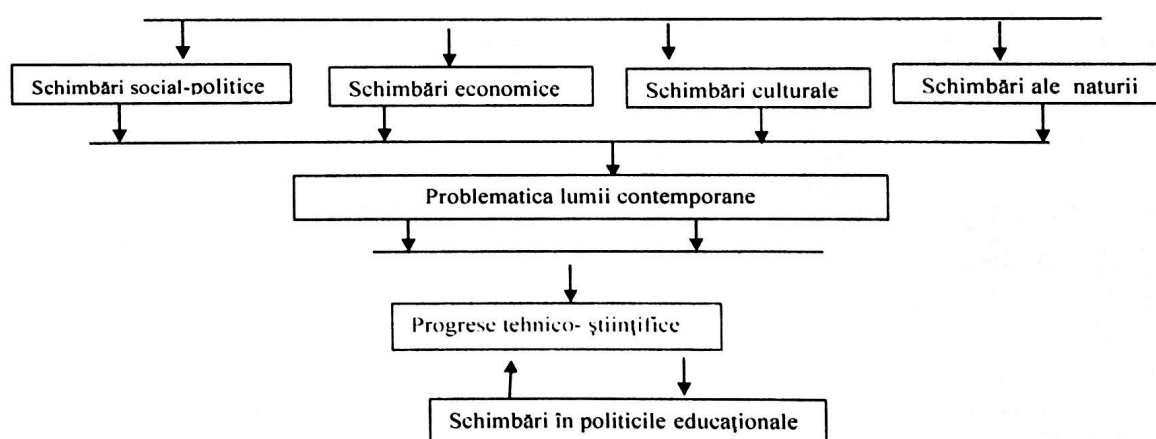 Schimbări social-politice
Schimbări economice
Schimbări culturale
Schimbări ale naturii
Problematica lumii contemporane
Progrese tehnico- ştiinţifice
Schimbări în politicile educaţionale